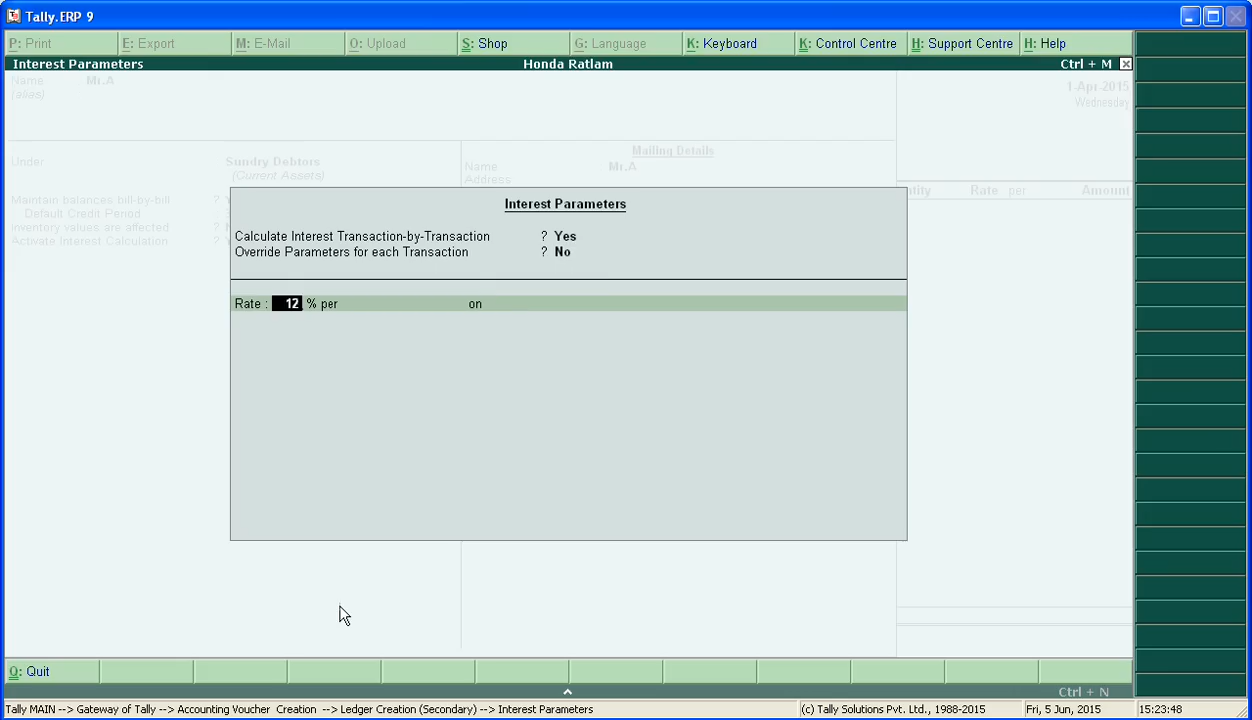 Tally.ERP 9
P: Print E: Export M: E-Mail O: Upload S: Shop G: Language K: Keyboard K: Control Centre H: Support Centre H: Help
Interest Parameters Honda Ratlam Ctrl + M
Name Mr.A
(alias)
1-Apr-2015
Wednesday
Under Sundry Debtors
(Current Assets)
Mailing Details
Name Mr.A
Address
Rate per Amount
Maintain balances bill-by-bill ?
Default Credit Period
Inventory values are affected ?
Activate Interest Calculation ?
Interest Parameters
Calculate Interest Transaction-by-Transaction ? Yes
Override Parameters for each Transaction ? No
Rate : 12 % per on
Q: Quit
Ctrl + N
Tally MAIN --> Gateway of Tally --> Accounting Voucher Creation --> Ledger Creation (Secondary) --> Interest Parameters (c) Tally Solutions Pvt. Ltd., 1988-2015 Fri, 5 Jun, 2015 15:23:48